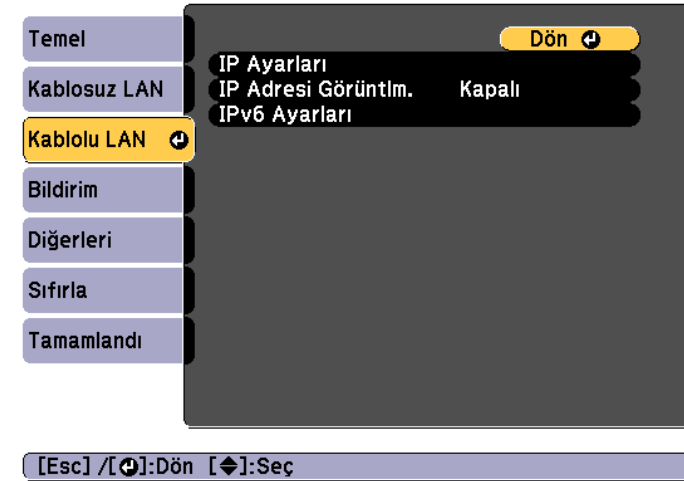 Temel
Kablosuz LAN
Kablolu LAN
Bildirim
Diğerleri
Sıfırla
Tamamlandı
Dön
IP Ayarları
IP Adresi Görüntlm. Kapalı
IPv6 Ayarları
[Esc] /[⏎]:Dön [◆]:Seç